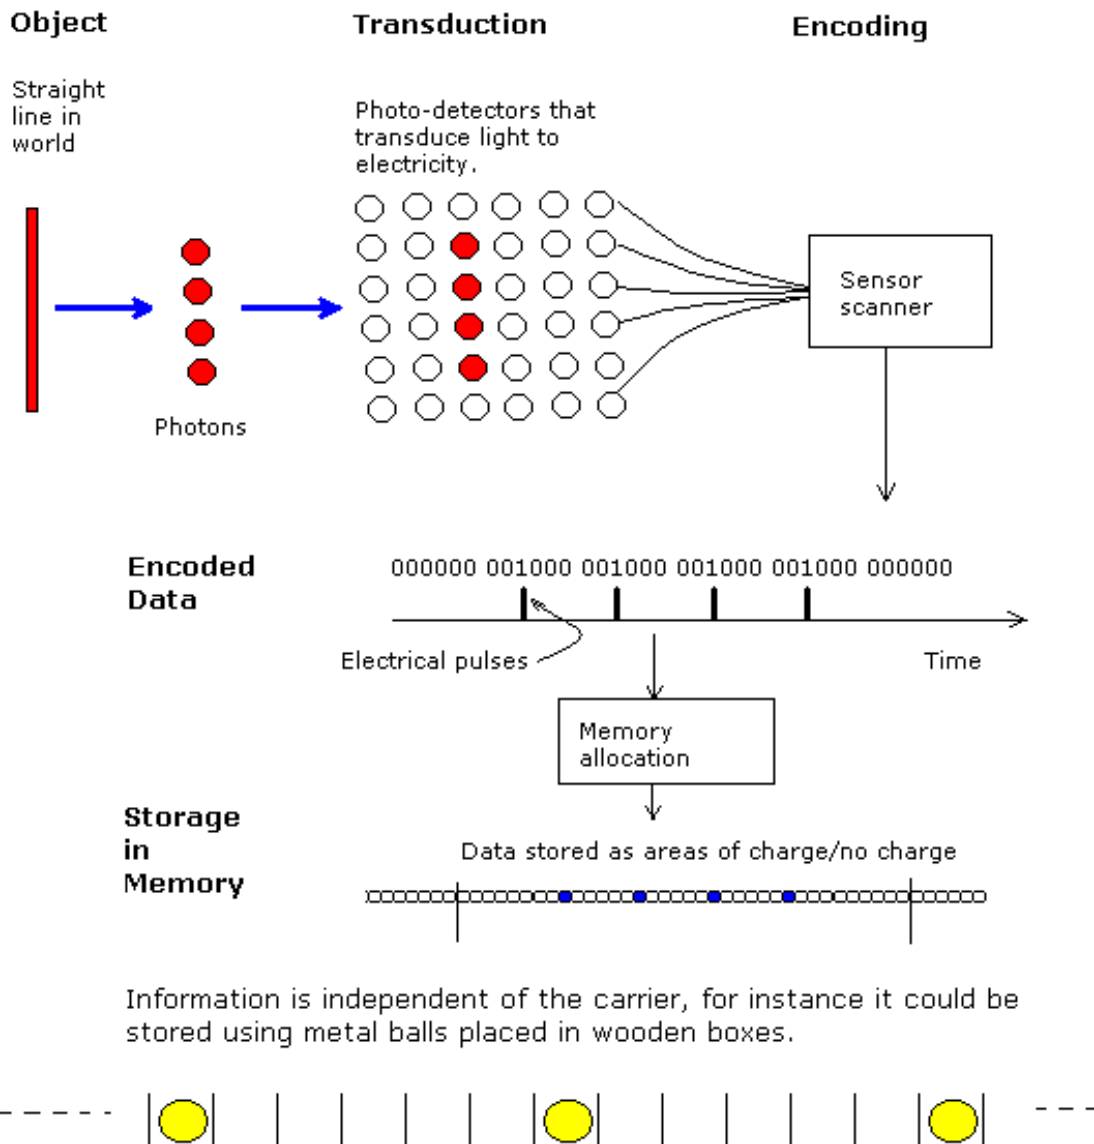 Object
Transduction
Encoding
Straight
line in
world
Photo-detectors that
transduce light to
electricity.
Sensor
scanner
Photons
Encoded
Data
000000 001000 001000 001000 001000 000000
Electrical pulses
Time
Memory
allocation
Storage
in
Memory
Data stored as areas of charge/no charge
Information is independent of the carrier, for instance it could be
stored using metal balls placed in wooden boxes.